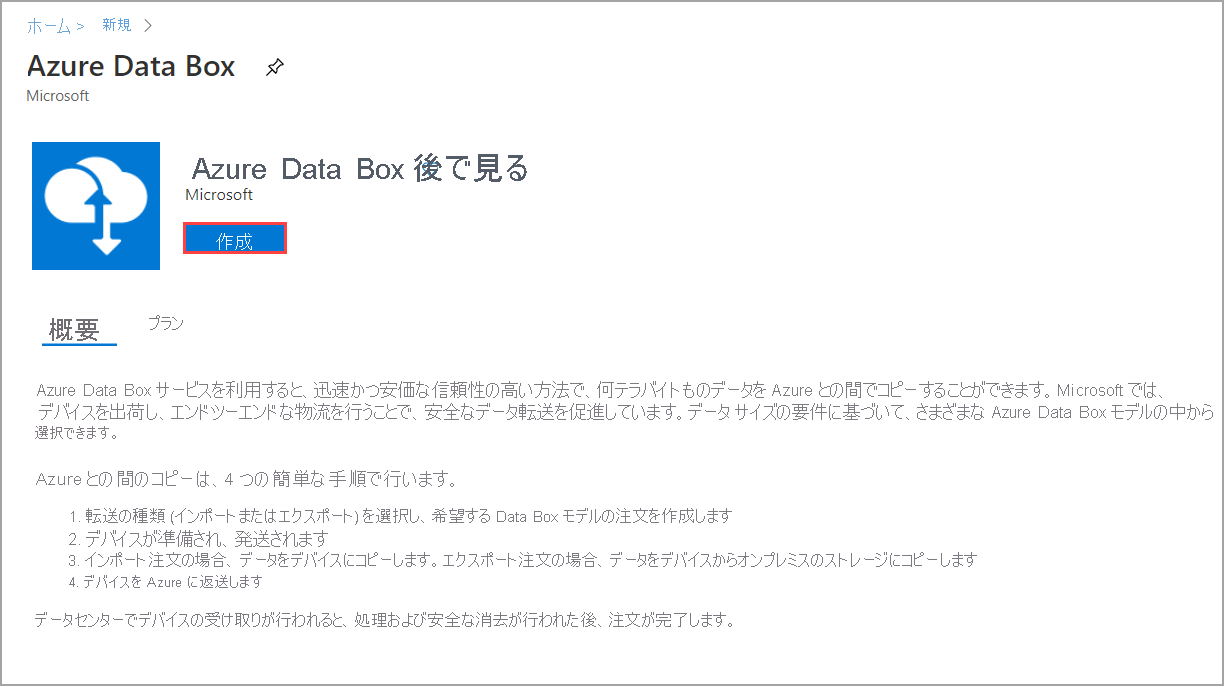 ホーム > 新規 >
Azure Data Box
Microsoft
Azure Data Box 後で見る
Microsoft
作成
概要 プラン
Azure Data Box サービスを利用すると、迅速かつ安価な信頼性の高い方法で、何テラバイトものデータを Azure との間でコピーすることができます。Microsoft では、
デバイスを出荷し、エンドツーエンドな物流を行うことで、安全なデータ転送を促進しています。データ サイズの要件に基づいて、さまざまな Azure Data Box モデルの中から
選択できます。
Azure との間のコピーは、4 つの簡単な手順で行います。
1. 転送の種類 (インポートまたはエクスポート) を選択し、希望する Data Box モデルの注文を作成します
2. デバイスが準備され、発送されます
3. インポート注文の場合、データをデバイスにコピーします。エクスポート注文の場合、データをデバイスからオンプレミスのストレージにコピーします
4. デバイスを Azure に返送します
データセンターでデバイスの受け取りが行われると、処理および安全な消去が行われた後、注文が完了します。